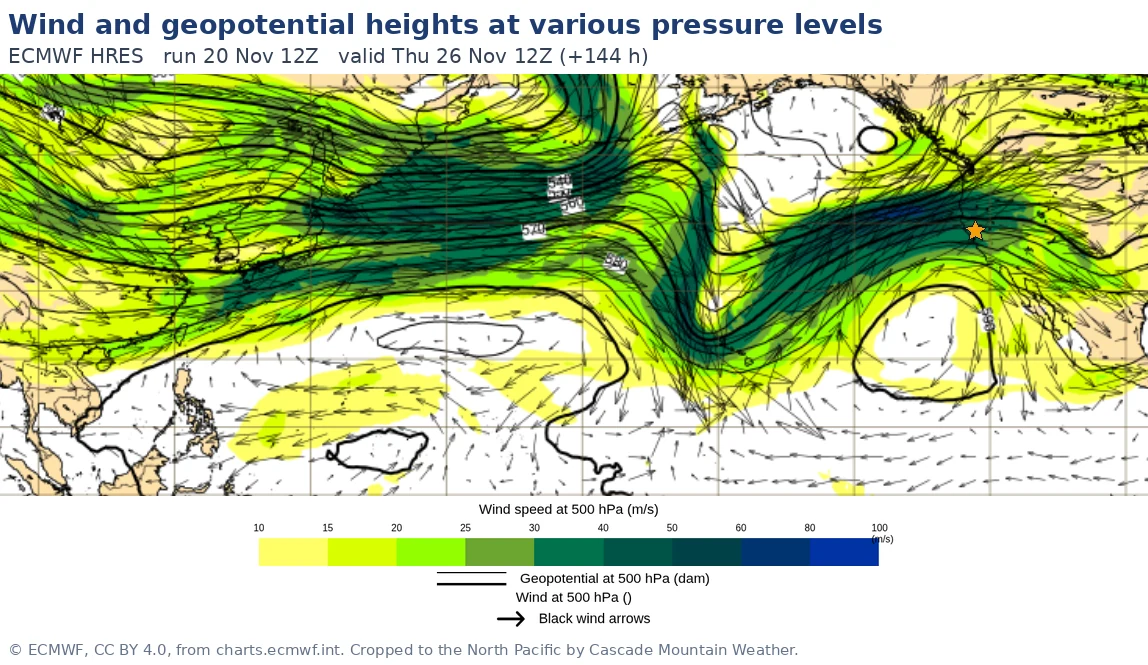 Wind and geopotential heights at various pressure levels
ECMWF HRES run 20 Nov 12Z valid Thu 26 Nov 12Z (+144 h)
540
560
570
580
Wind speed at 500 hPa (m/s)
10 15 20 25 30 40 50 60 80 100
(m/s)
Geopotential at 500 hPa (dam)
Wind at 500 hPa ()
Black wind arrows
© ECMWF, CC BY 4.0, from charts.ecmwf.int. Cropped to the North Pacific by Cascade Mountain Weather.